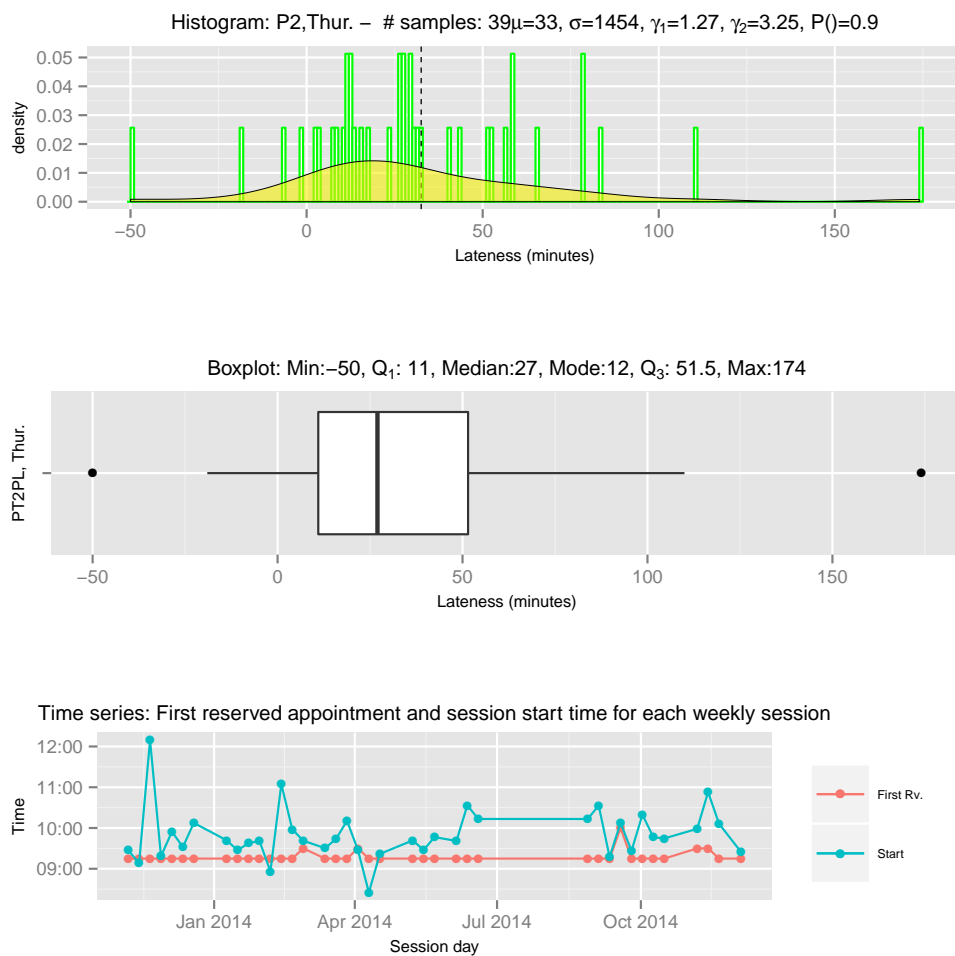 Histogram: P2,Thur. −  # samples: 39μ=33, σ=1454, γ1=1.27, γ2=3.25, P()=0.9
density
0.05
0.04
0.03
0.02
0.01
0.00
−50 0 50 100 150
Lateness (minutes)
Boxplot: Min:−50, Q1: 11, Median:27, Mode:12, Q3: 51.5, Max:174
PT2PL, Thur.
−50 0 50 100 150
Lateness (minutes)
Time series: First reserved appointment and session start time for each weekly session
Time
12:00
11:00
10:00
09:00
Jan 2014 Apr 2014 Jul 2014 Oct 2014
Session day
First Rv.
Start